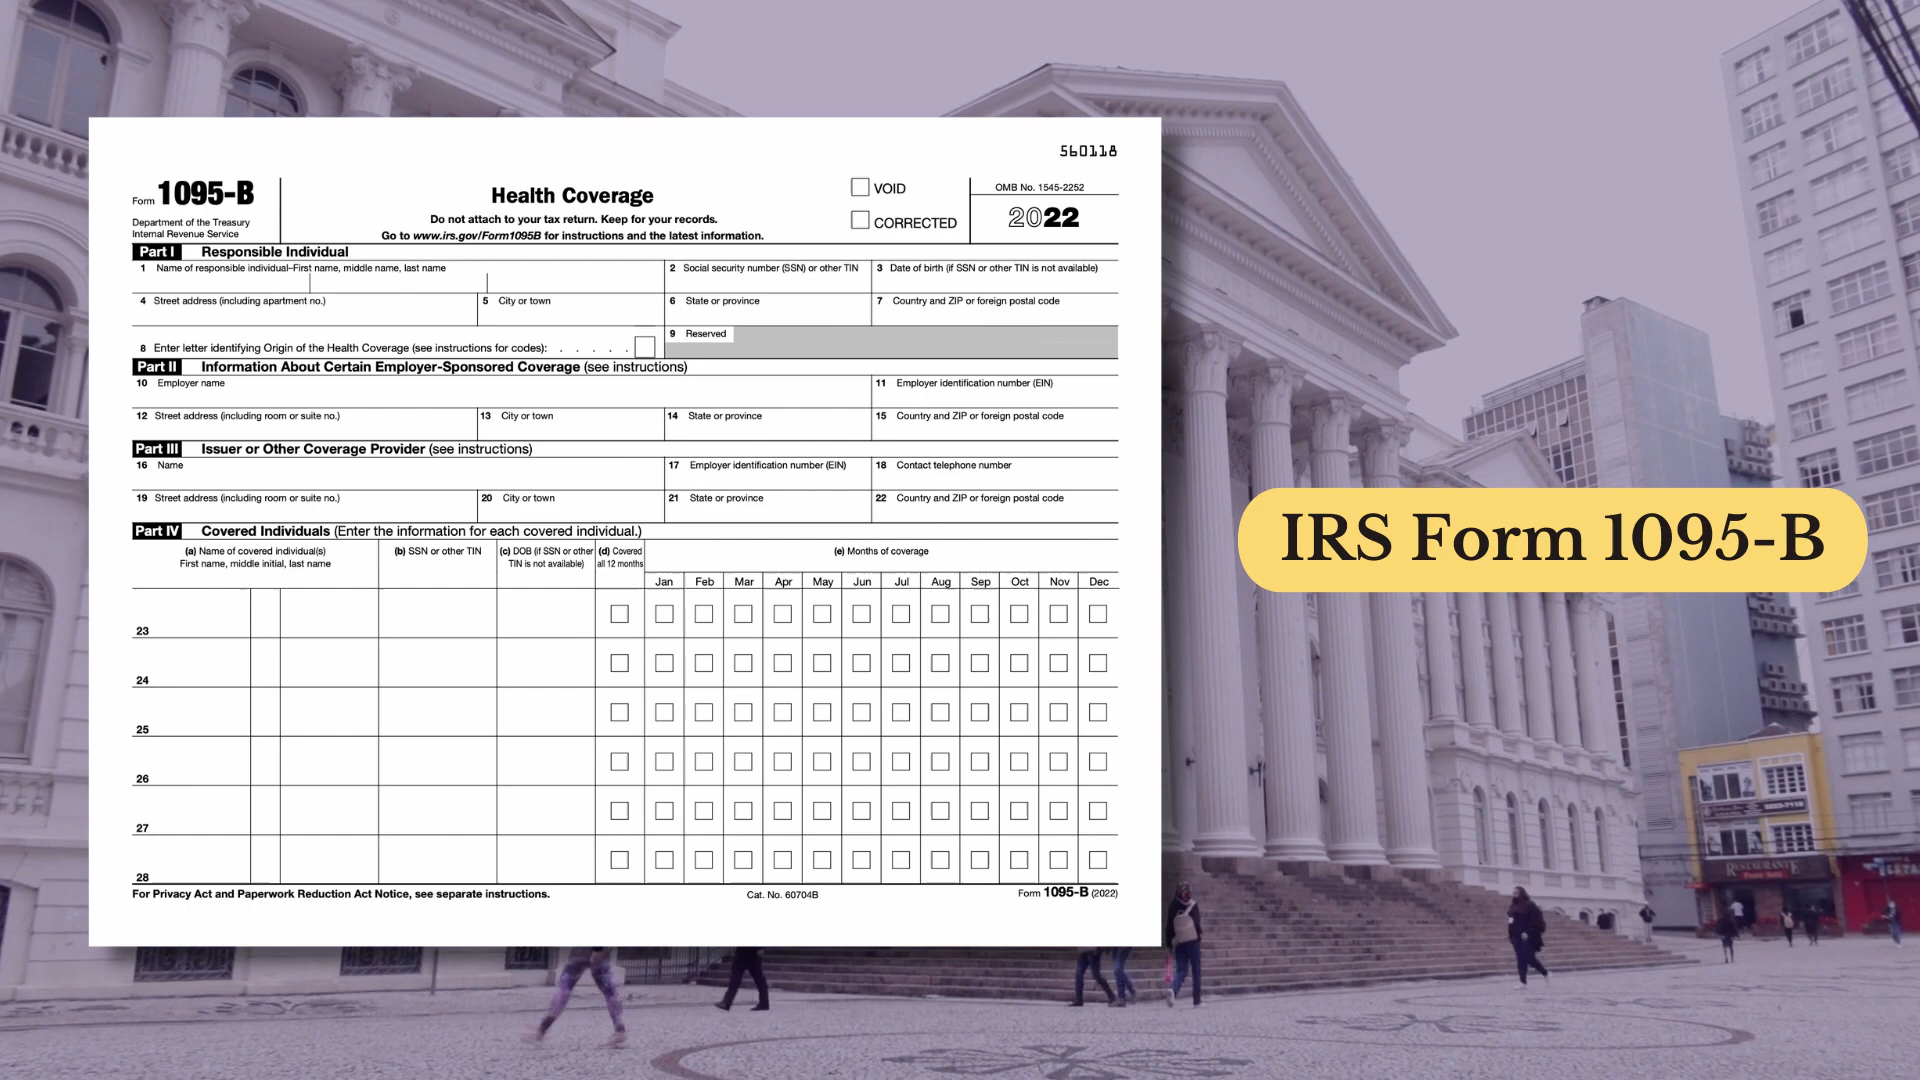 560118
Form 1095-B
Department of the Treasury
Internal Revenue Service
Health Coverage
Do not attach to your tax return. Keep for your records.
Go to www.irs.gov/Form1095B for instructions and the latest information.
VOID
CORRECTED
OMB No. 1545-2252
2022
Part I Responsible Individual
1 Name of responsible individual–First name, middle name, last name
2 Social security number (SSN) or other TIN
3 Date of birth (if SSN or other TIN is not available)
4 Street address (including apartment no.)
5 City or town
6 State or province
7 Country and ZIP or foreign postal code
8 Enter letter identifying Origin of the Health Coverage (see instructions for codes): . . . . .
9 Reserved
Part II Information About Certain Employer-Sponsored Coverage (see instructions)
10 Employer name
11 Employer identification number (EIN)
12 Street address (including room or suite no.)
13 City or town
14 State or province
15 Country and ZIP or foreign postal code
Part III Issuer or Other Coverage Provider (see instructions)
16 Name
17 Employer identification number (EIN)
18 Contact telephone number
19 Street address (including room or suite no.)
20 City or town
21 State or province
22 Country and ZIP or foreign postal code
Part IV Covered Individuals (Enter the information for each covered individual.)
(a) Name of covered individual(s)
First name, middle initial, last name
(b) SSN or other TIN
(c) DOB (if SSN or other
TIN is not available)
(d) Covered
all 12 months
(e) Months of coverage
Jan Feb Mar Apr May Jun Jul Aug Sep Oct Nov Dec
23
24
25
26
27
28
For Privacy Act and Paperwork Reduction Act Notice, see separate instructions.
Cat. No. 60704B
Form 1095-B (2022)
IRS Form 1095-B
RESTAURANTE